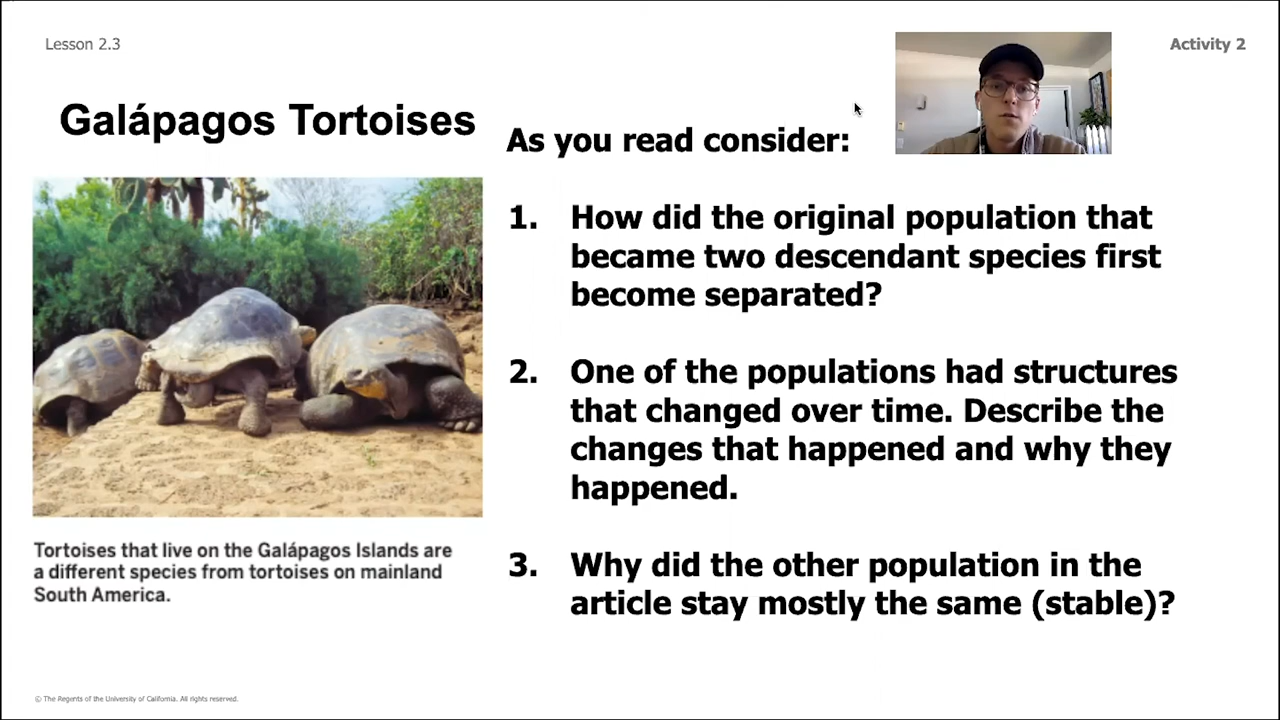 Lesson 2.3
Activity 2
Galápagos Tortoises
As you read consider:
1. How did the original population that
became two descendant species first
become separated?
2. One of the populations had structures
that changed over time. Describe the
changes that happened and why they
happened.
3. Why did the other population in the
article stay mostly the same (stable)?
Tortoises that live on the Galápagos Islands are
a different species from tortoises on mainland
South America.
© The Regents of the University of California. All rights reserved.